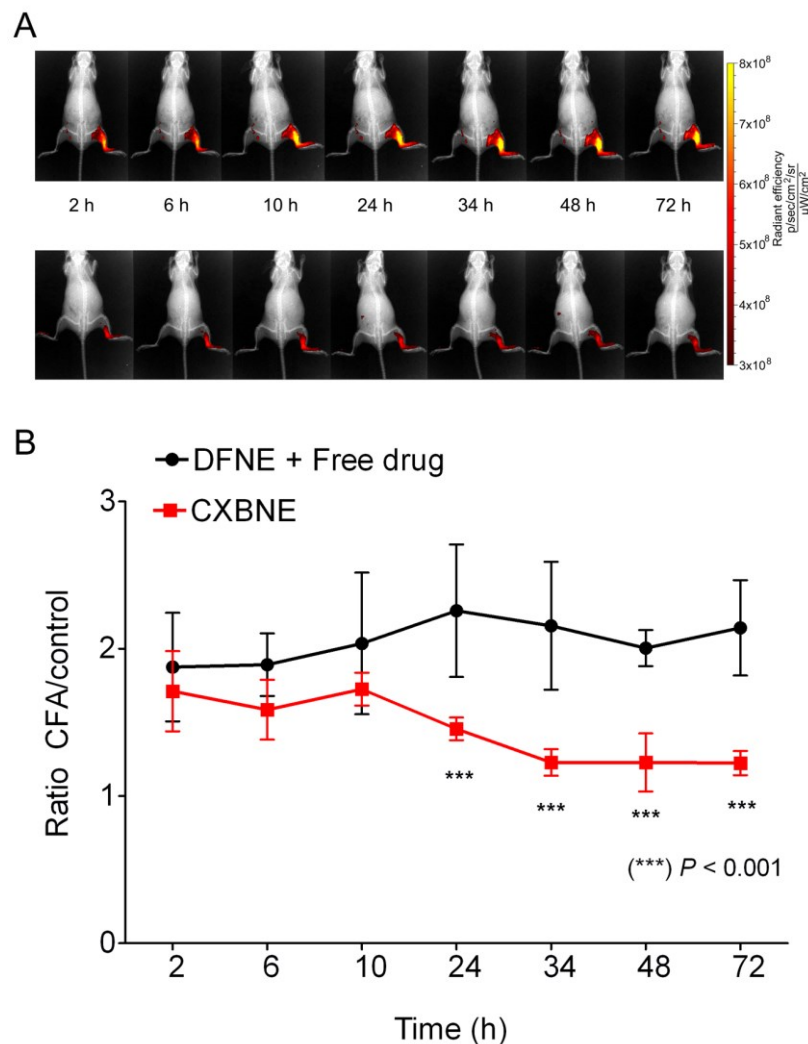 A
2 h 6 h 10 h 24 h 34 h 48 h 72 h
8x10⁸
7x10⁸
6x10⁸
5x10⁸
4x10⁸
3x10⁸
Radiant efficiency
p/sec/cm²/sr
uW/cm²
B
DFNE + Free drug
CXBNE
3
2
1
0
Ratio CFA/control
*** *** *** ***
(***) P < 0.001
2 6 10 24 34 48 72
Time (h)